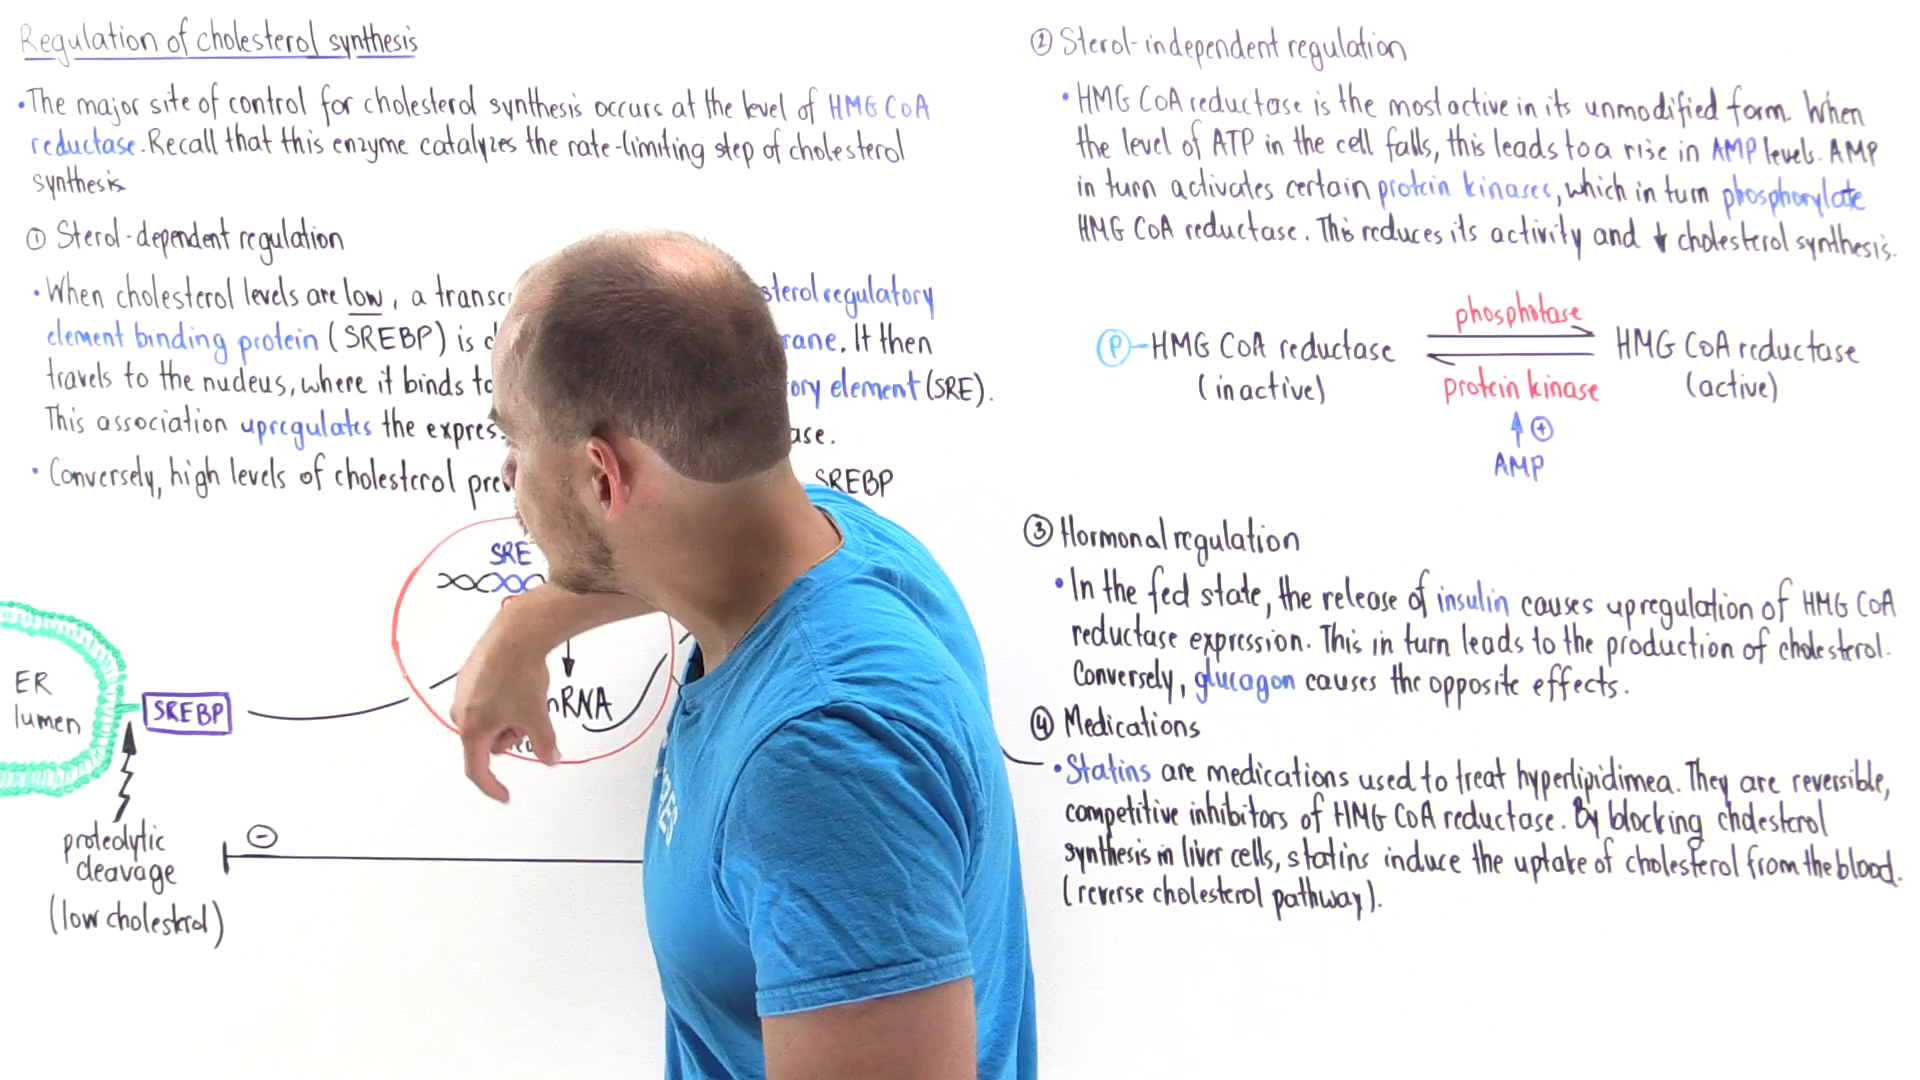 Regulation of cholesterol synthesis
•The major site of control for cholesterol synthesis occurs at the level of HMG CoA
reductase. Recall that this enzyme catalyzes the rate-limiting step of cholesterol
synthesis
① Sterol-dependent regulation
•When cholesterol levels are low, a sterol regulatory
element binding protein (SREBP) is It then
travels to the nucleus, where it binds element (SRE).
This association upregulates the
•Conversely, high levels of cholesterol SREBP
SRE
mRNA
ER
lumen
SREBP
proteolytic
cleavage
(low cholesterol)
⊖
② Sterol-independent regulation
•HMG CoA reductase is the most active in its unmodified form. When
the level of ATP in the cell falls, this leads to a rise in AMP levels. AMP
in turn activates certain protein kinases, which in turn phosphorylate
HMG CoA reductase. This reduces its activity and ↓ cholesterol synthesis.
phosphotase
P-HMG CoA reductase HMG CoA reductase
(inactive) protein kinase (active)
⊕
AMP
③ Hormonal regulation
•In the fed state, the release of insulin causes upregulation of HMG CoA
reductase expression. This in turn leads to the production of cholesterol.
Conversely, glucagon causes the opposite effects.
④ Medications
•Statins are medications used to treat hyperlipidimea. They are reversible,
competitive inhibitors of HMG CoA reductase. By blocking cholesterol
synthesis in liver cells, statins induce the uptake of cholesterol from the blood.
(reverse cholesterol pathway).